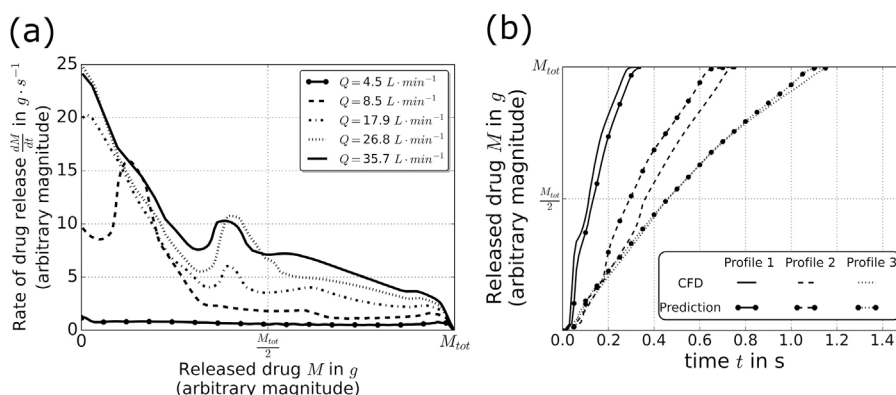 (a)
25
20
15
10
5
0
Rate of drug release dM/dt in g · s⁻¹
(arbitrary magnitude)
Q = 4.5 L · min⁻¹
Q = 8.5 L · min⁻¹
Q = 17.9 L · min⁻¹
Q = 26.8 L · min⁻¹
Q = 35.7 L · min⁻¹
0 M_tot/2 M_tot
Released drug M in g
(arbitrary magnitude)
(b)
M_tot
M_tot/2
Released drug M in g
(arbitrary magnitude)
Profile 1 Profile 2 Profile 3
CFD
Prediction
0.0 0.2 0.4 0.6 0.8 1.0 1.2 1.4
time t in s